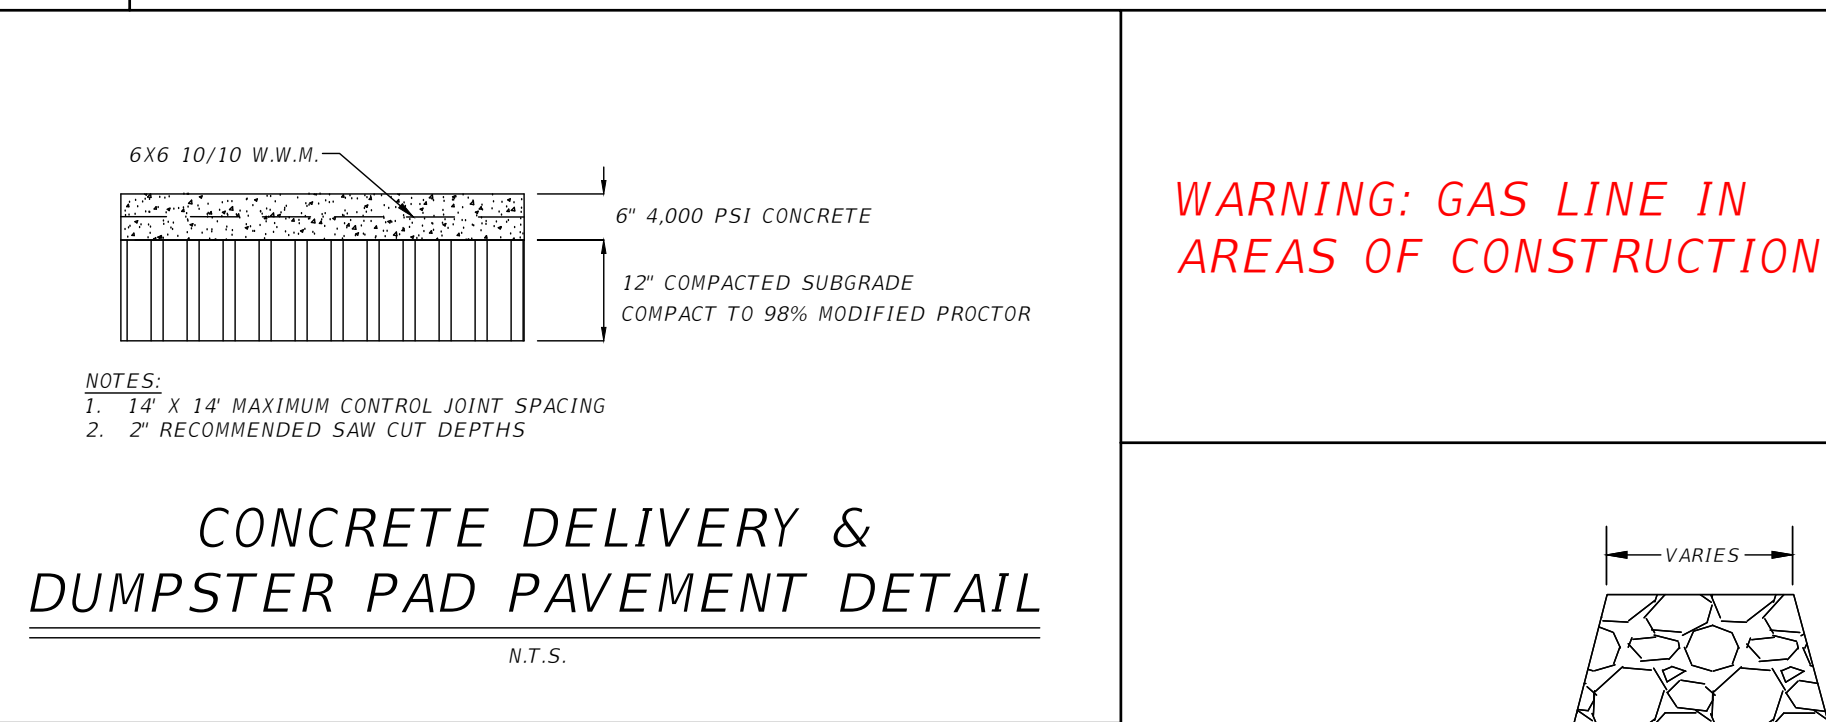 6X6 10/10 W.W.M.
6" 4,000 PSI CONCRETE
12" COMPACTED SUBGRADE
COMPACT TO 98% MODIFIED PROCTOR
NOTES:
1. 14' X 14' MAXIMUM CONTROL JOINT SPACING
2. 2" RECOMMENDED SAW CUT DEPTHS
CONCRETE DELIVERY &
DUMPSTER PAD PAVEMENT DETAIL
N.T.S.
WARNING: GAS LINE IN
AREAS OF CONSTRUCTION
VARIES